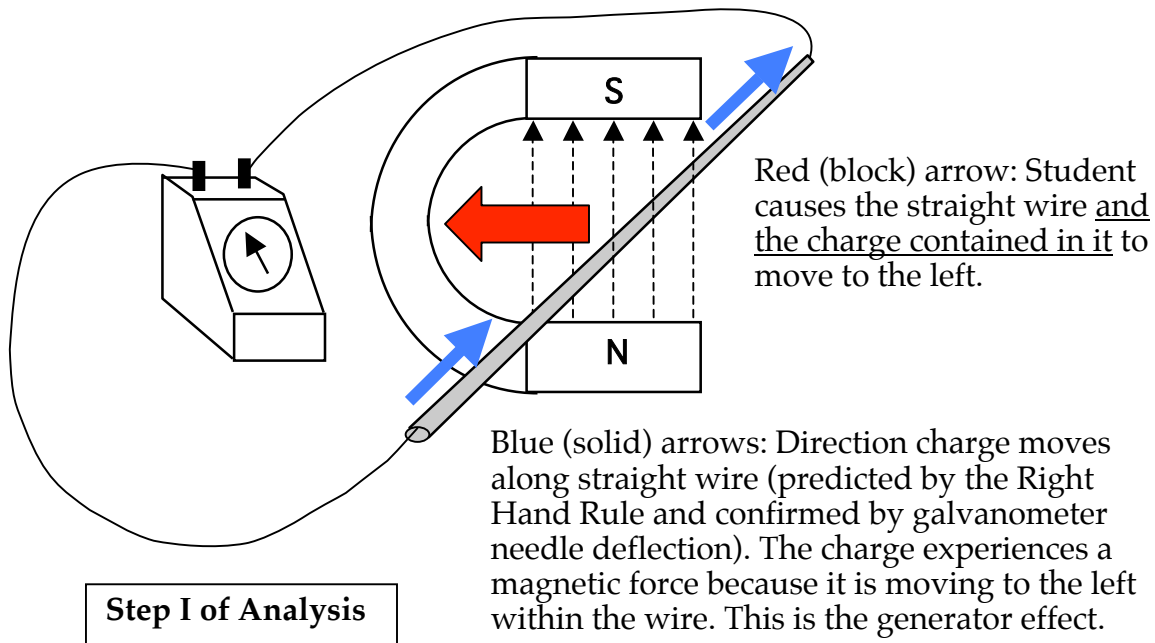 S
Red (block) arrow: Student
causes the straight wire and
the charge contained in it to
move to the left.
N
Blue (solid) arrows: Direction charge moves
along straight wire (predicted by the Right
Hand Rule and confirmed by galvanometer
needle deflection). The charge experiences a
magnetic force because it is moving to the left
within the wire. This is the generator effect.
Step I of Analysis